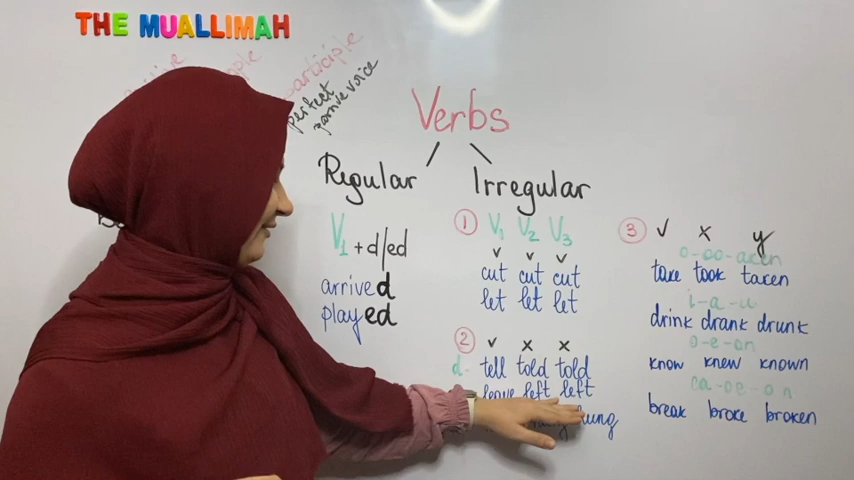 THE MUALLIMAH
participle
perfect
passive voice
Verbs
Regular
Irregular
V1 + d/ed
arrived
played
1 V1 V2 V3
✓ ✓ ✓
cut cut cut
let let let
2 ✓ x x
d- tell told told
leave left left
3 ✓ x y
take took taken
i-a-u
drink drank drunk
o-e-on
know knew known
break broke broken